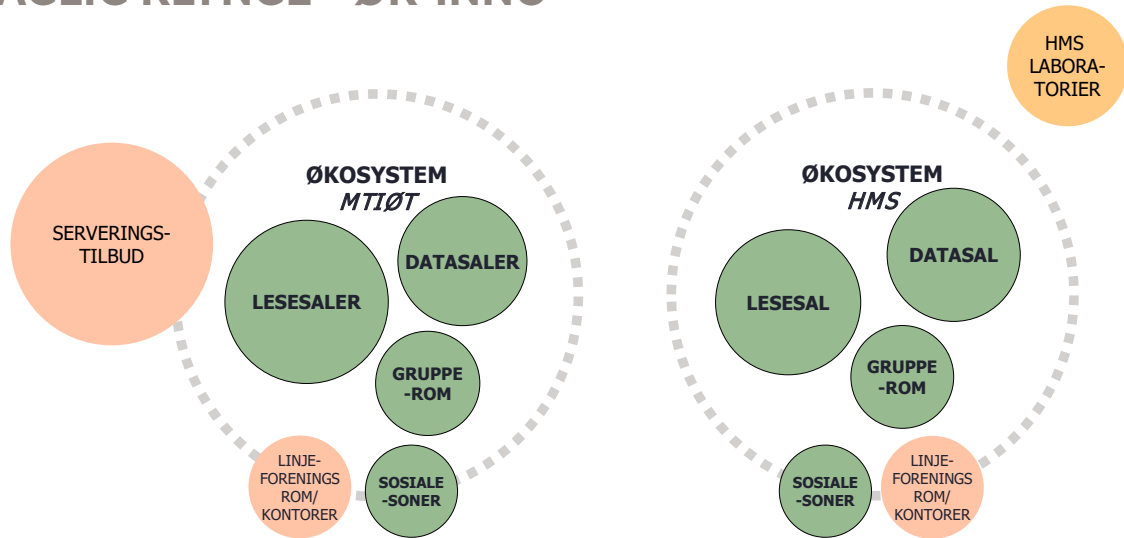 HMS
LABORA-
TORIER
ØKOSYSTEM
MTIØT
SERVERINGS-
TILBUD
LESESALER
DATASALER
GRUPPE
-ROM
LINJE-
FORENINGS
ROM/
KONTORER
SOSIALE
-SONER
ØKOSYSTEM
HMS
LESESAL
DATASAL
GRUPPE
-ROM
SOSIALE
-SONER
LINJE-
FORENINGS
ROM/
KONTORER